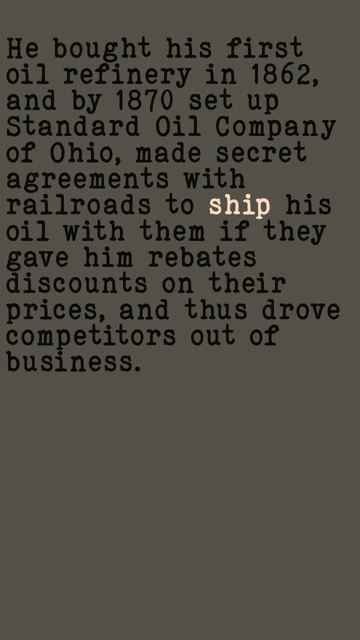 He bought his first
oil refinery in 1862,
and by 1870 set up
Standard Oil Company
of Ohio, made secret
agreements with
railroads to ship his
oil with them if they
gave him rebates
discounts on their
prices, and thus drove
competitors out of
business.